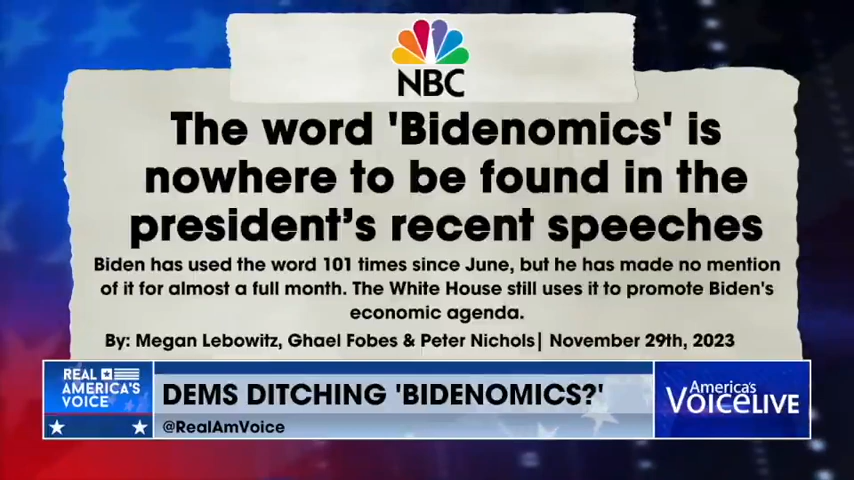 NBC
The word 'Bidenomics' is
nowhere to be found in the
president's recent speeches
Biden has used the word 101 times since June, but he has made no mention
of it for almost a full month. The White House still uses it to promote Biden's
economic agenda.
By: Megan Lebowitz, Ghael Fobes & Peter Nichols| November 29th, 2023
REAL
AMERICA'S
VOICE
DEMS DITCHING 'BIDENOMICS?'
@RealAmVoice
America's
VOICELIVE